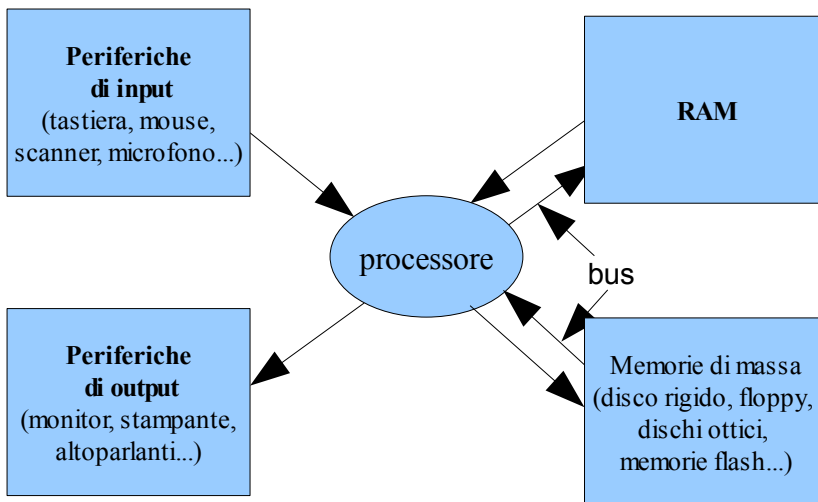 Periferiche
di input
(tastiera, mouse,
scanner, microfono...)
RAM
processore
bus
Periferiche
di output
(monitor, stampante,
altoparlanti...)
Memorie di massa
(disco rigido, floppy,
dischi ottici,
memorie flash...)